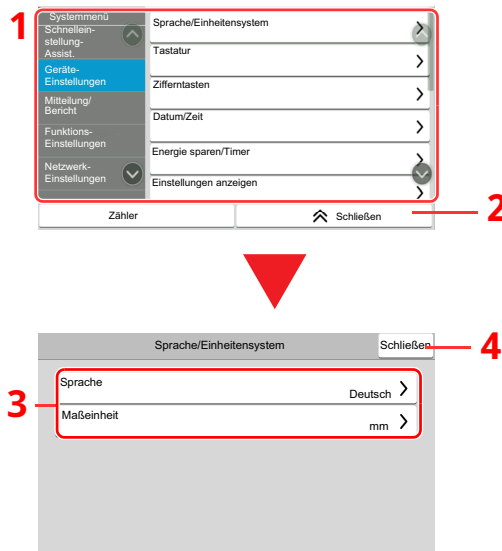 1
Systemmenü
Schnellein-
stellung-
Assist.
Geräte-
Einstellungen
Mitteilung/
Bericht
Funktions-
Einstellungen
Netzwerk-
Einstellungen
Sprache/Einheitensystem
Tastatur
Zifferntasten
Datum/Zeit
Energie sparen/Timer
Einstellungen anzeigen
Zähler
Schließen
2
Sprache/Einheitensystem
Schließen
4
3
Sprache
Deutsch
Maßeinheit
mm